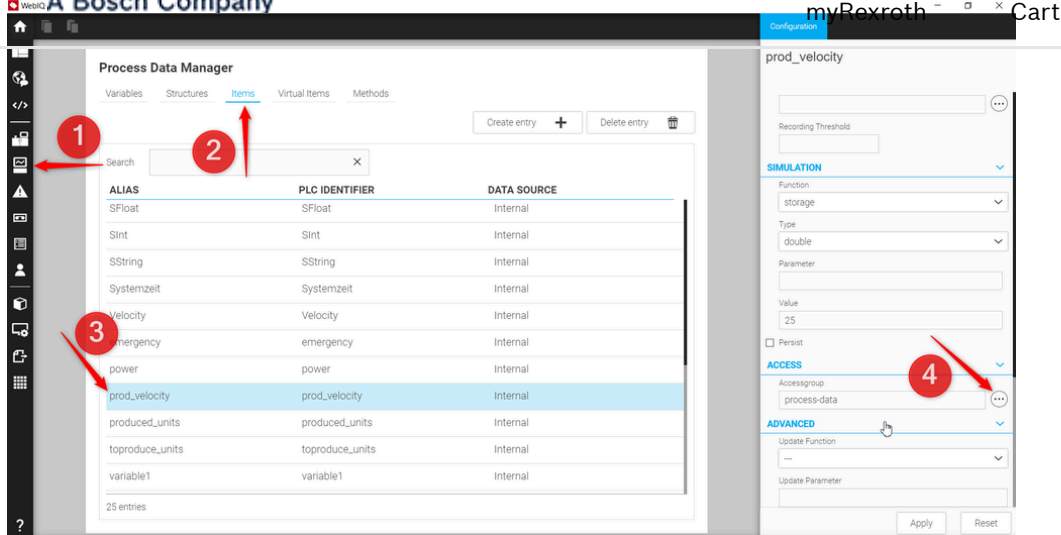 WebIQ
A Bosch Company
myRexroth
Cart
Configuration
prod_velocity
Process Data Manager
Variables Structures Items Virtual Items Methods
Create entry + Delete entry
Search
ALIAS PLC IDENTIFIER DATA SOURCE
SFloat SFloat Internal
SInt SInt Internal
SString SString Internal
Systemzeit Systemzeit Internal
Velocity Velocity Internal
emergency emergency Internal
power power Internal
prod_velocity prod_velocity Internal
produced_units produced_units Internal
toproduce_units toproduce_units Internal
variable1 variable1 Internal
25 entries
1
2
3
4
Recording Threshold
SIMULATION
Function
storage
Type
double
Parameter
Value
25
Persist
ACCESS
Accessgroup
process-data
ADVANCED
Update Function
---
Update Parameter
Apply Reset
?